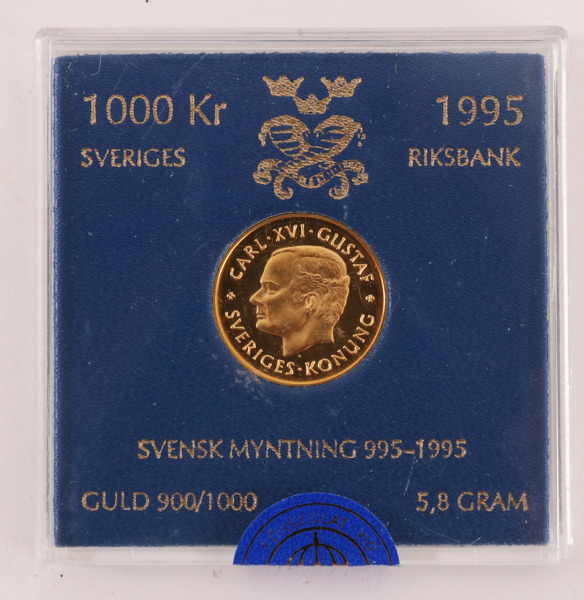 1000 Kr 1995
SVERIGES RIKSBANK
CARL·XVI·GUSTAF
SVERIGES·KONUNG
SVENSK MYNTNING 995-1995
GULD 900/1000 5,8 GRAM